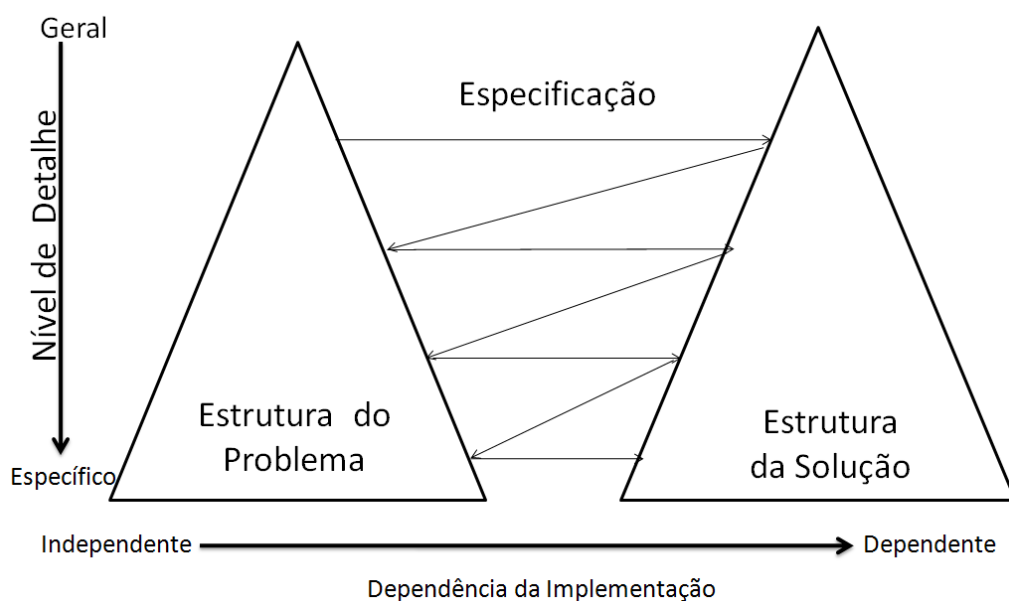 Geral
Nível de Detalhe
Específico
Especificação
Estrutura do
Problema
Estrutura
da Solução
Independente
Dependente
Dependência da Implementação